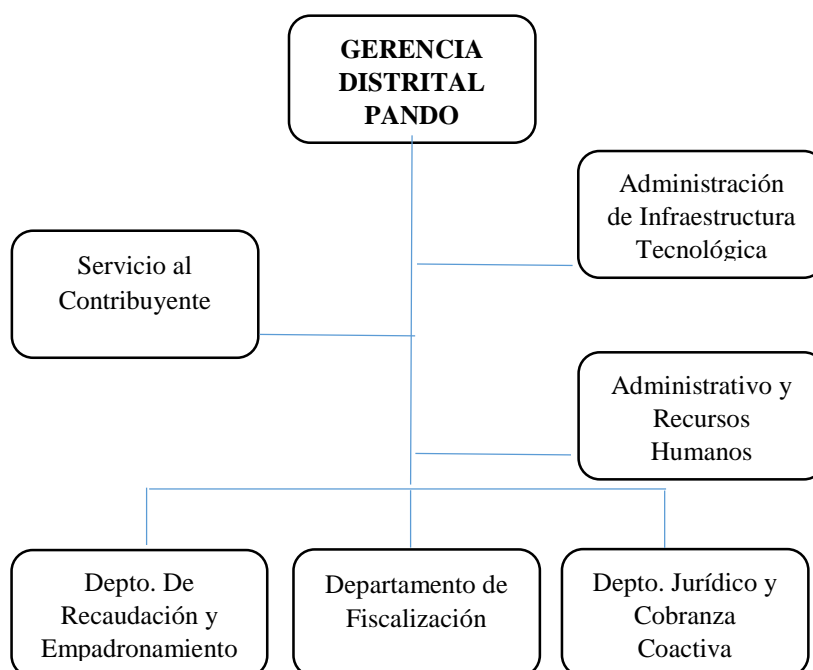 GERENCIA
DISTRITAL
PANDO
Administración
de Infraestructura
Tecnológica
Servicio al
Contribuyente
Administrativo y
Recursos
Humanos
Depto. De
Recaudación y
Empadronamiento
Departamento de
Fiscalización
Depto. Jurídico y
Cobranza
Coactiva